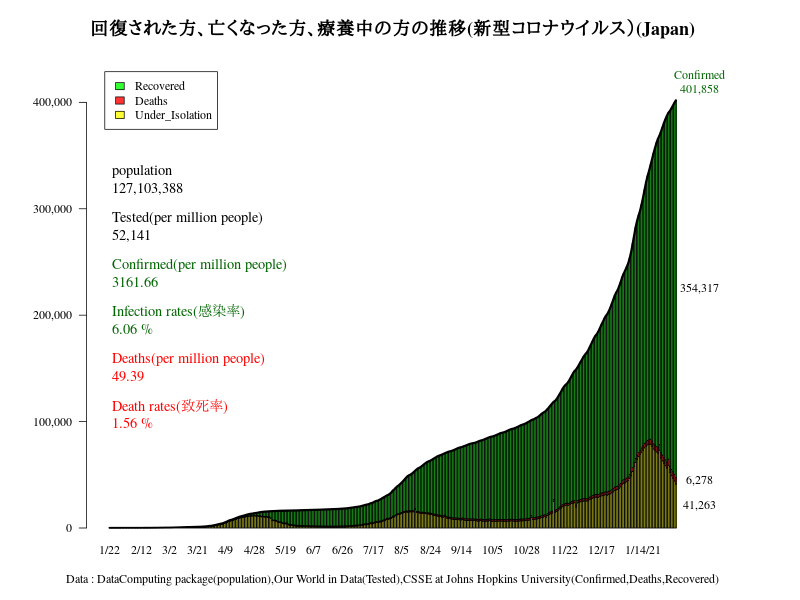 回復された方、亡くなった方、療養中の方の推移(新型コロナウイルス)(Japan)
Confirmed
401,858
Recovered
Deaths
Under_Isolation
400,000
300,000
200,000
100,000
0
population
127,103,388
Tested(per million people)
52,141
Confirmed(per million people)
3161.66
Infection rates(感染率)
6.06 %
Deaths(per million people)
49.39
Death rates(致死率)
1.56 %
354,317
6,278
41,263
1/22 2/12 3/2 3/21 4/9 4/28 5/19 6/7 6/26 7/17 8/5 8/24 9/14 10/5 10/28 11/22 12/17 1/14/21
Data : DataComputing package(population),Our World in Data(Tested),CSSE at Johns Hopkins University(Confirmed,Deaths,Recovered)